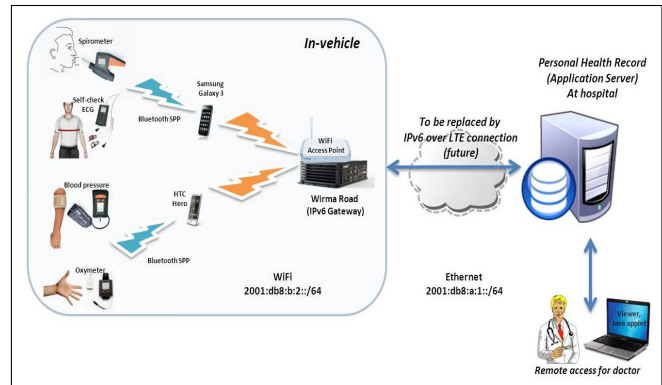 In-vehicle
Spirometer
Samsung
Galaxy 3
Self-check
ECG
Bluetooth SPP
WiFi
Access Point
Wirma Road
(IPv6 Gateway)
Blood pressure
HTC
Hero
Bluetooth SPP
Oxymeter
WiFi
2001:db8:b:2::/64
To be replaced by
IPv6 over LTE connection
(future)
Ethernet
2001:db8:a:1::/64
Personal Health Record
(Application Server)
At hospital
Viewer,
Java applet
Remote access for doctor